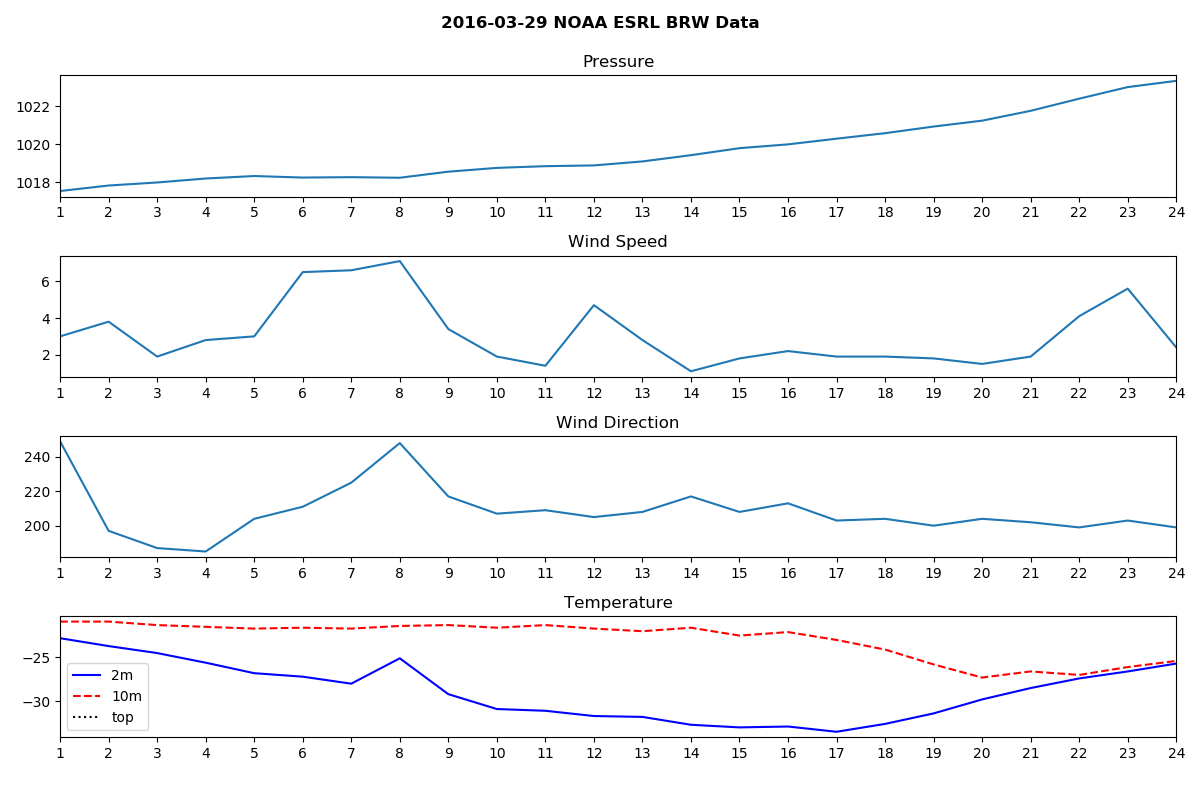 2016-03-29 NOAA ESRL BRW Data
Pressure
1022
1020
1018
1 2 3 4 5 6 7 8 9 10 11 12 13 14 15 16 17 18 19 20 21 22 23 24
Wind Speed
6
4
2
1 2 3 4 5 6 7 8 9 10 11 12 13 14 15 16 17 18 19 20 21 22 23 24
Wind Direction
240
220
200
1 2 3 4 5 6 7 8 9 10 11 12 13 14 15 16 17 18 19 20 21 22 23 24
Temperature
−25
−30
2m
10m
top
1 2 3 4 5 6 7 8 9 10 11 12 13 14 15 16 17 18 19 20 21 22 23 24